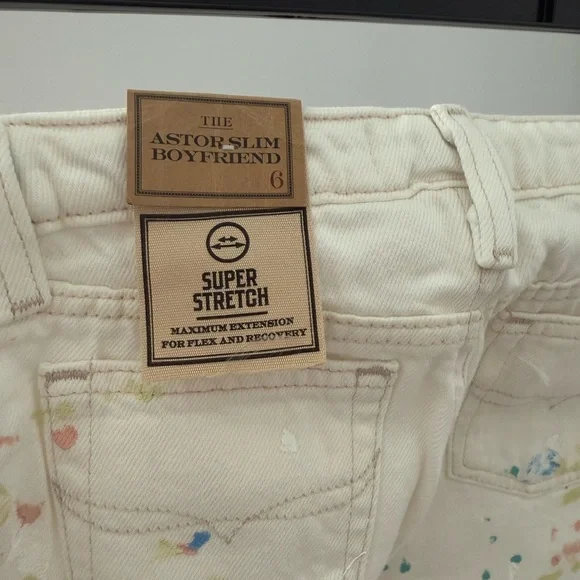 THE
ASTOR SLIM
BOYFRIEND
6
SUPER
STRETCH
MAXIMUM EXTENSION
FOR FLEX AND RECOVERY